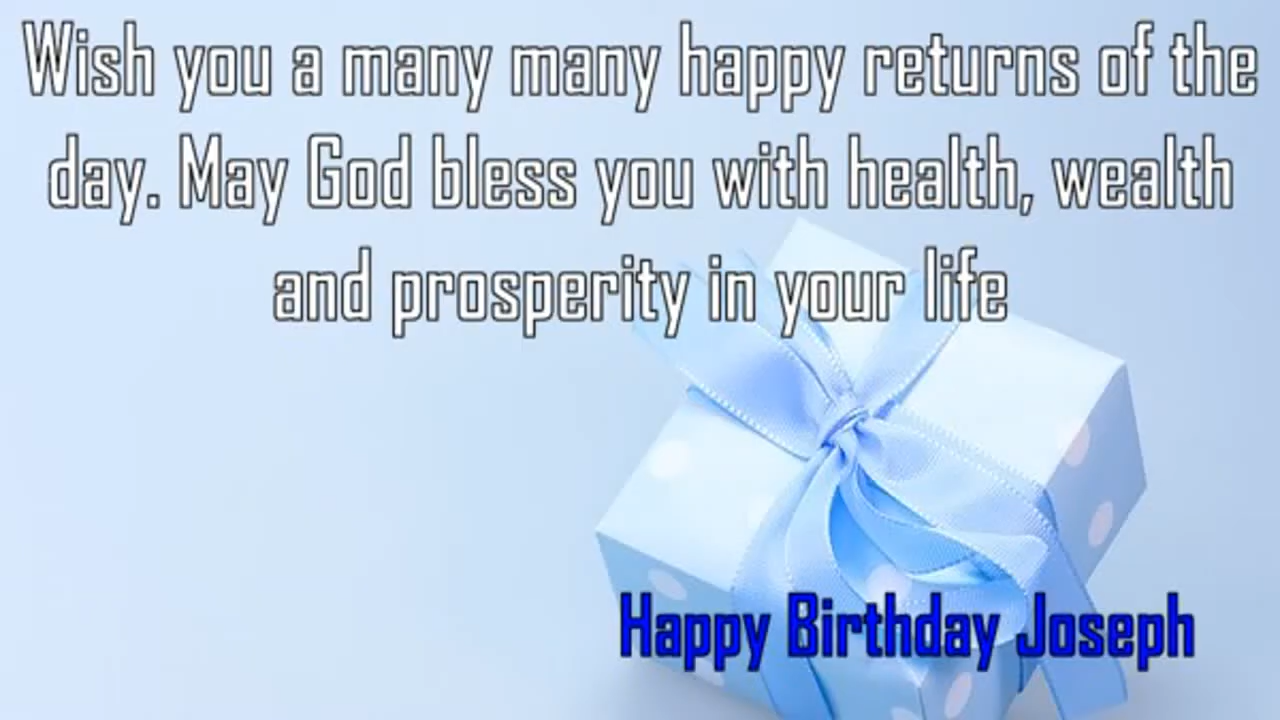 Wish you a many many happy returns of the
day. May God bless you with health, wealth
and prosperity in your life
Happy Birthday Joseph